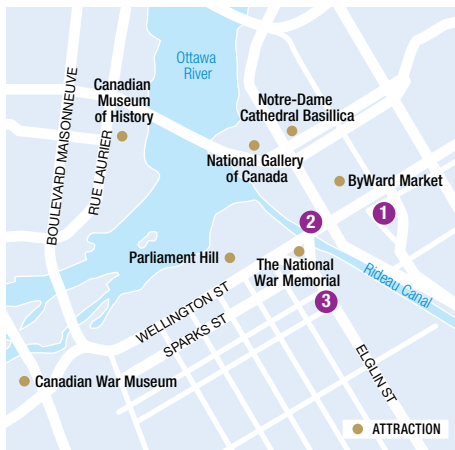 Ottawa
River
Canadian
Museum
of History
Notre-Dame
Cathedral Basillica
BOULEVARD MAISONNEUVE
RUE LAURIER
National Gallery
of Canada
ByWard Market
1
2
Parliament Hill
The National
War Memorial
Rideau Canal
3
WELLINGTON ST
SPARKS ST
ELGLIN ST
Canadian War Museum
ATTRACTION